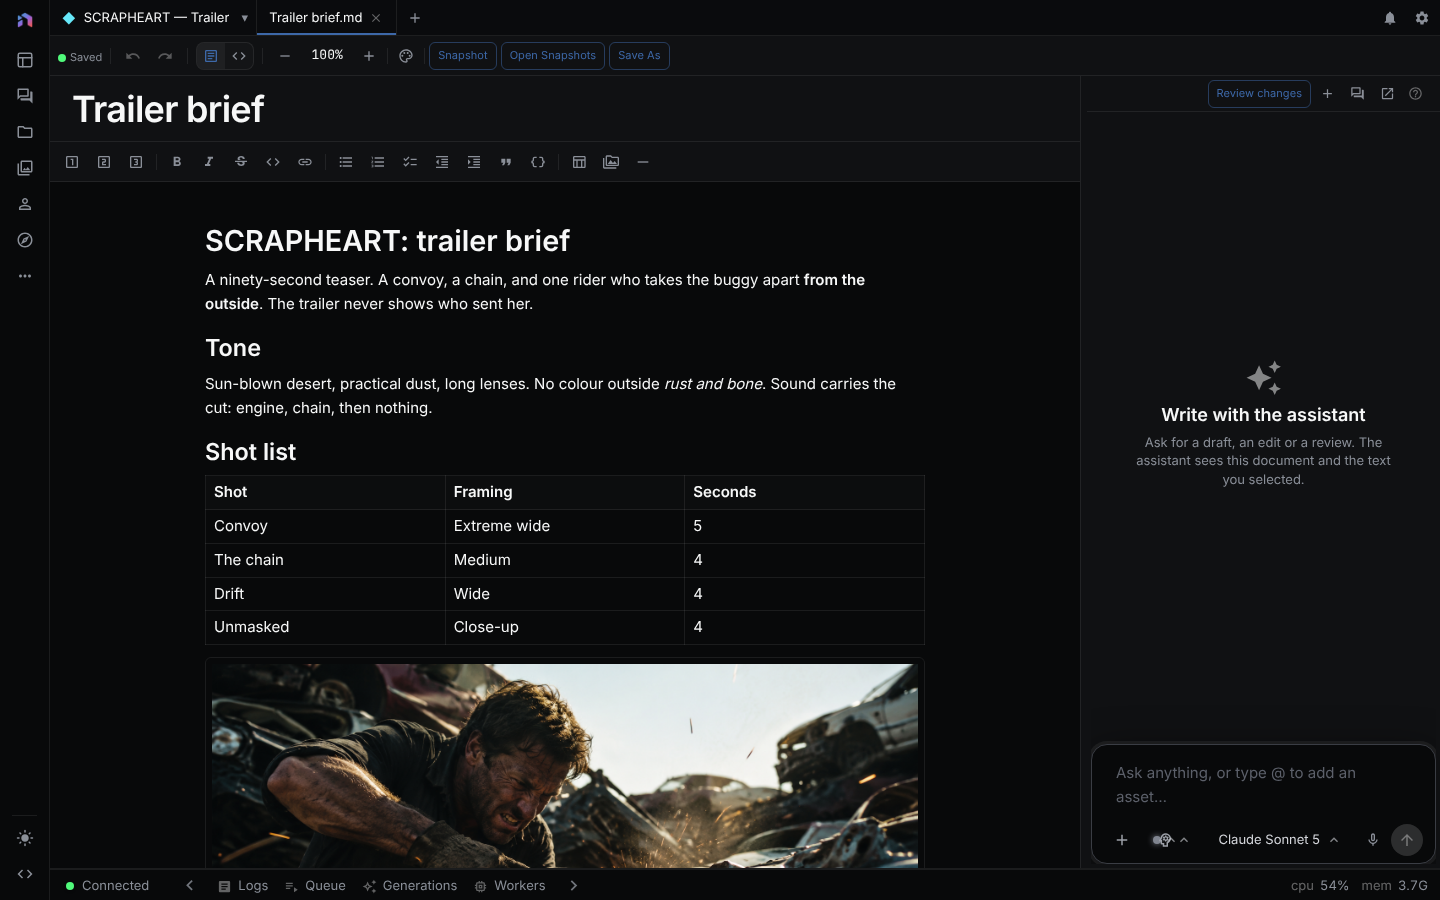 SCRAPHEART — Trailer
Trailer brief.md
Saved
100%
Snapshot
Open Snapshots
Save As
Trailer brief
Review changes
1 2 3 B I S
SCRAPHEART: trailer brief
A ninety-second teaser. A convoy, a chain, and one rider who takes the buggy apart from the
outside. The trailer never shows who sent her.
Tone
Sun-blown desert, practical dust, long lenses. No colour outside rust and bone. Sound carries the
cut: engine, chain, then nothing.
Shot list
Shot Framing Seconds
Convoy Extreme wide 5
The chain Medium 4
Drift Wide 4
Unmasked Close-up 4
Write with the assistant
Ask for a draft, an edit or a review. The
assistant sees this document and the text
you selected.
Ask anything, or type @ to add an
asset...
Claude Sonnet 5
Connected
Logs
Queue
Generations
Workers
cpu 54% mem 3.7G